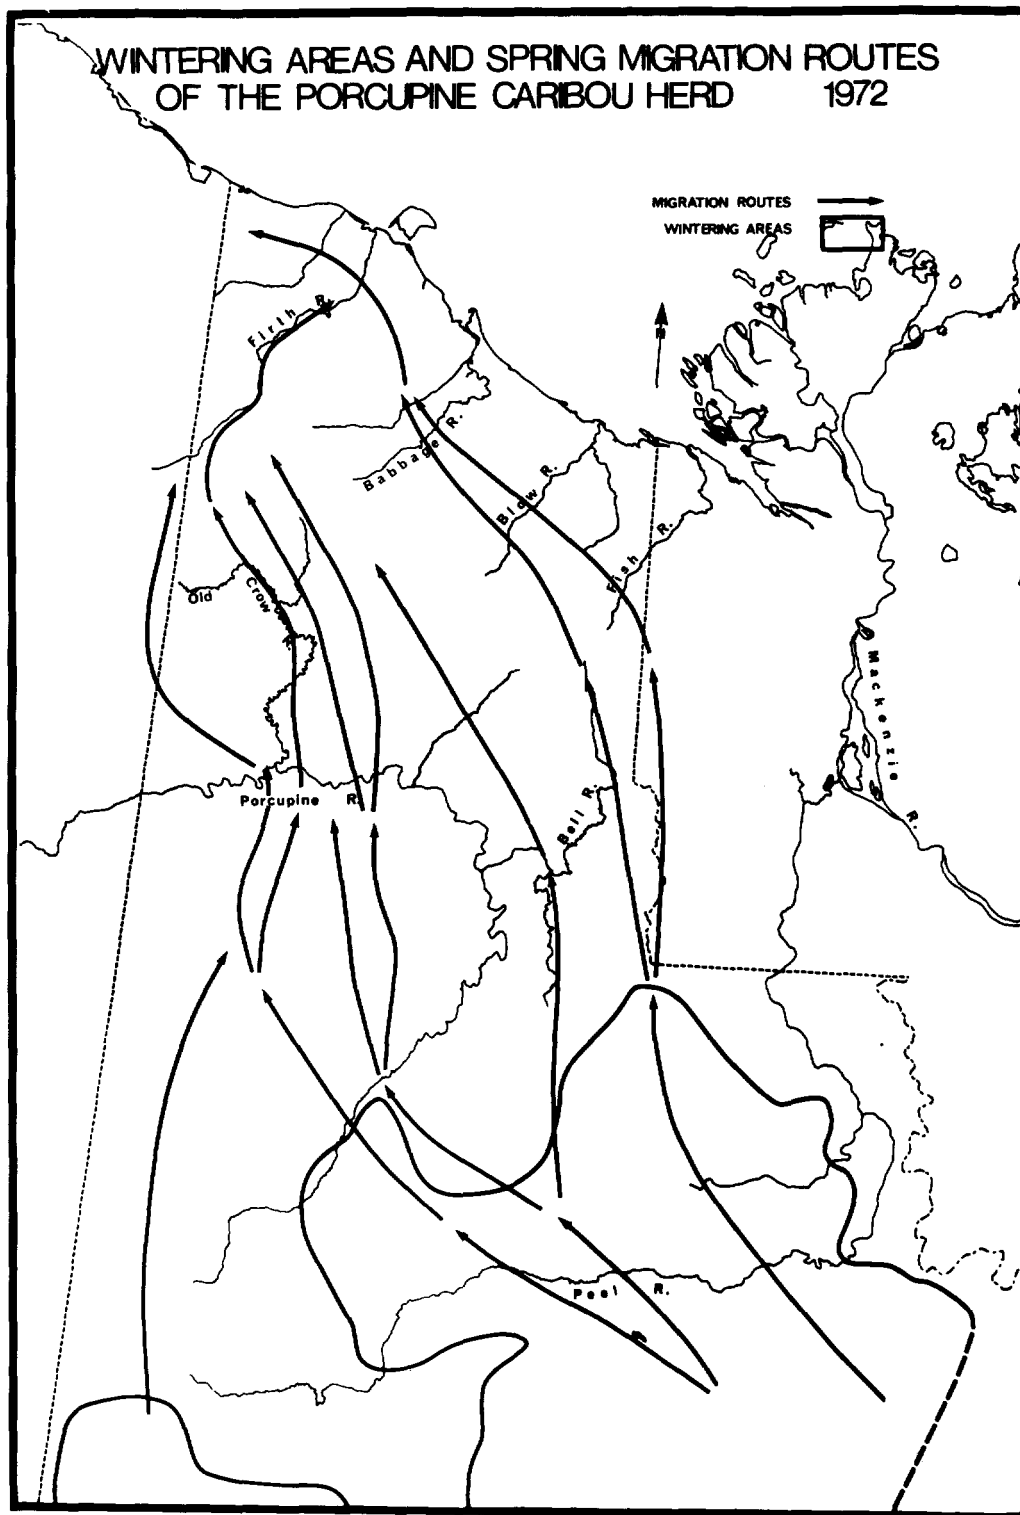 WINTERING AREAS AND SPRING MIGRATION ROUTES
OF THE PORCUPINE CARIBOU HERD 1972
MIGRATION ROUTES
WINTERING AREAS
N
Firth R.
Babbage R.
Blow R.
Fish R.
Old Crow R.
Mackenzie R.
Porcupine R.
Bell R.
Peel R.